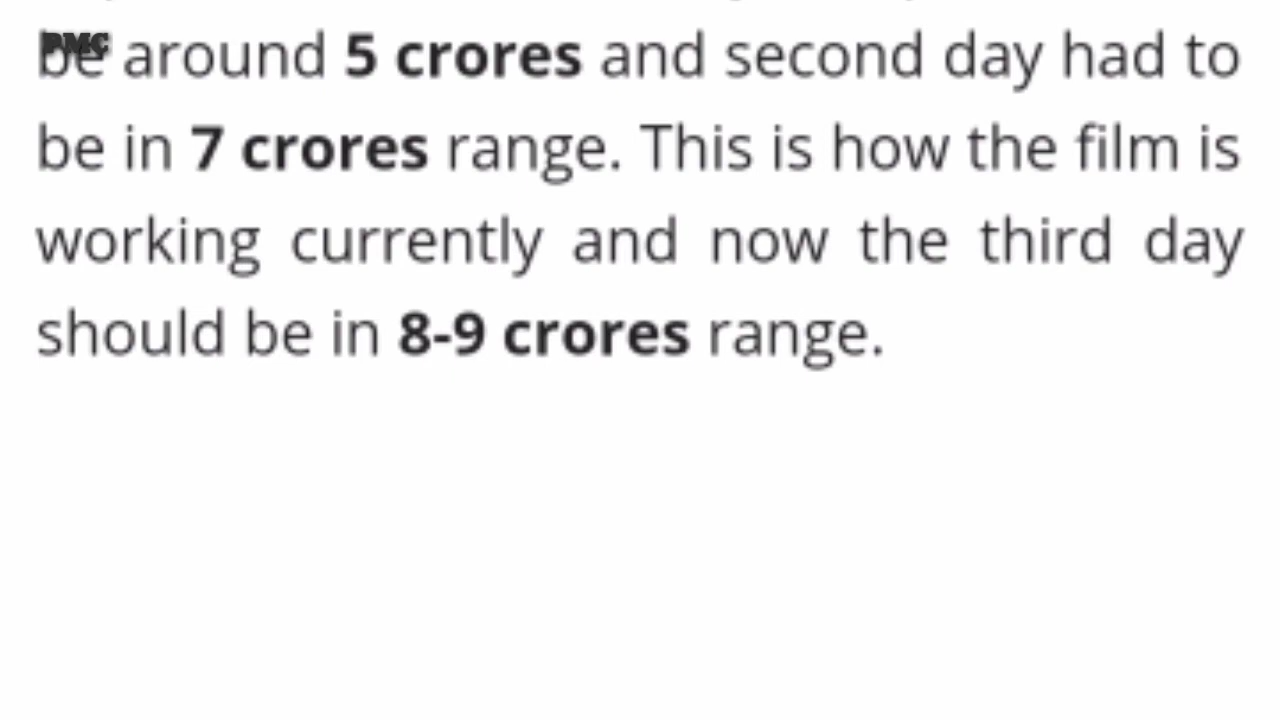 PMC
be around 5 crores and second day had to
be in 7 crores range. This is how the film is
working currently and now the third day
should be in 8-9 crores range.